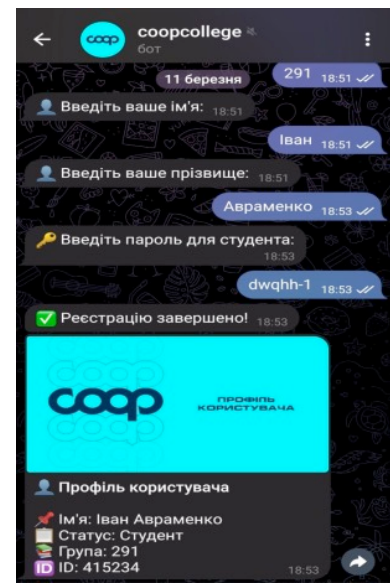 coopcollege
coop
бот
11 березня
291 18:51
Введіть ваше ім'я: 18:51
Іван 18:51
Введіть ваше прізвище: 18:51
Авраменко 18:53
Введіть пароль для студента:
18:53
dwqhh-1 18:53
Реєстрацію завершено! 18:53
coop
ПРОФІЛЬ
КОРИСТУВАЧА
Профіль користувача
Ім'я: Іван Авраменко
Статус: Студент
Група: 291
ID ID: 415234 18:53